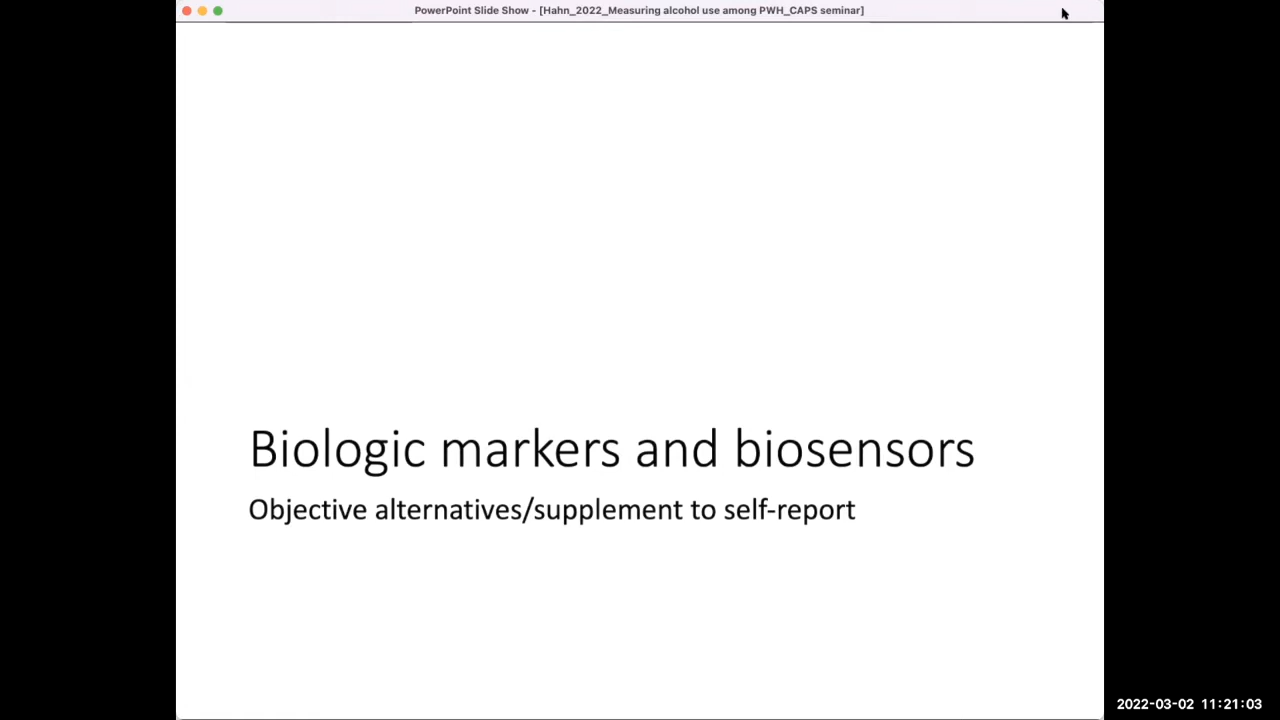 PowerPoint Slide Show - [Hahn_2022_Measuring alcohol use among PWH_CAPS seminar]
Biologic markers and biosensors
Objective alternatives/supplement to self-report
2022-03-02 11:21:03